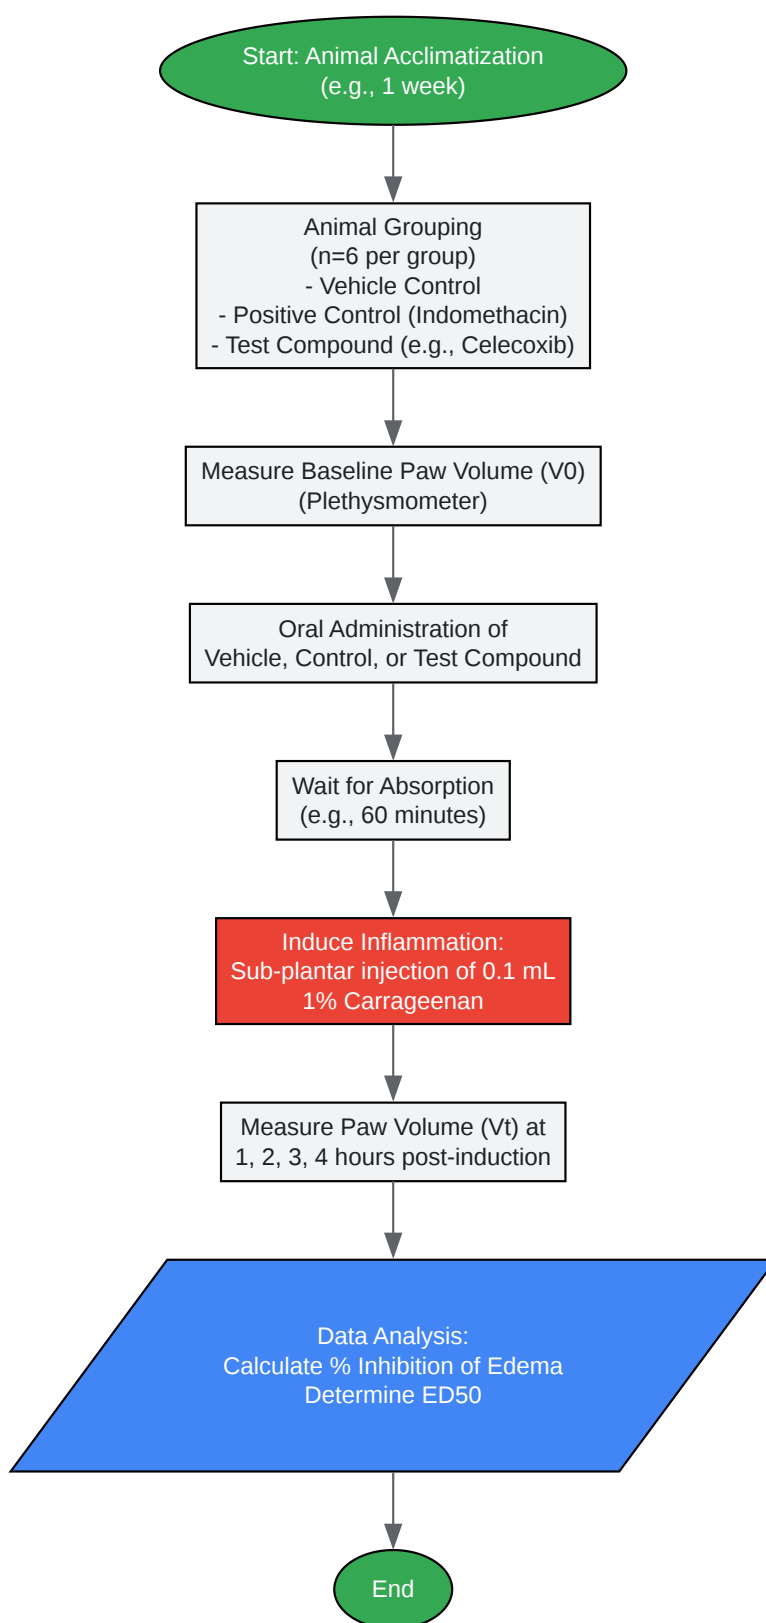 Start: Animal Acclimatization
(e.g., 1 week)
Animal Grouping
(n=6 per group)
- Vehicle Control
- Positive Control (Indomethacin)
- Test Compound (e.g., Celecoxib)
Measure Baseline Paw Volume (V0)
(Plethysmometer)
Oral Administration of
Vehicle, Control, or Test Compound
Wait for Absorption
(e.g., 60 minutes)
Induce Inflammation:
Sub-plantar injection of 0.1 mL
1% Carrageenan
Measure Paw Volume (Vt) at
1, 2, 3, 4 hours post-induction
Data Analysis:
Calculate % Inhibition of Edema
Determine ED50
End